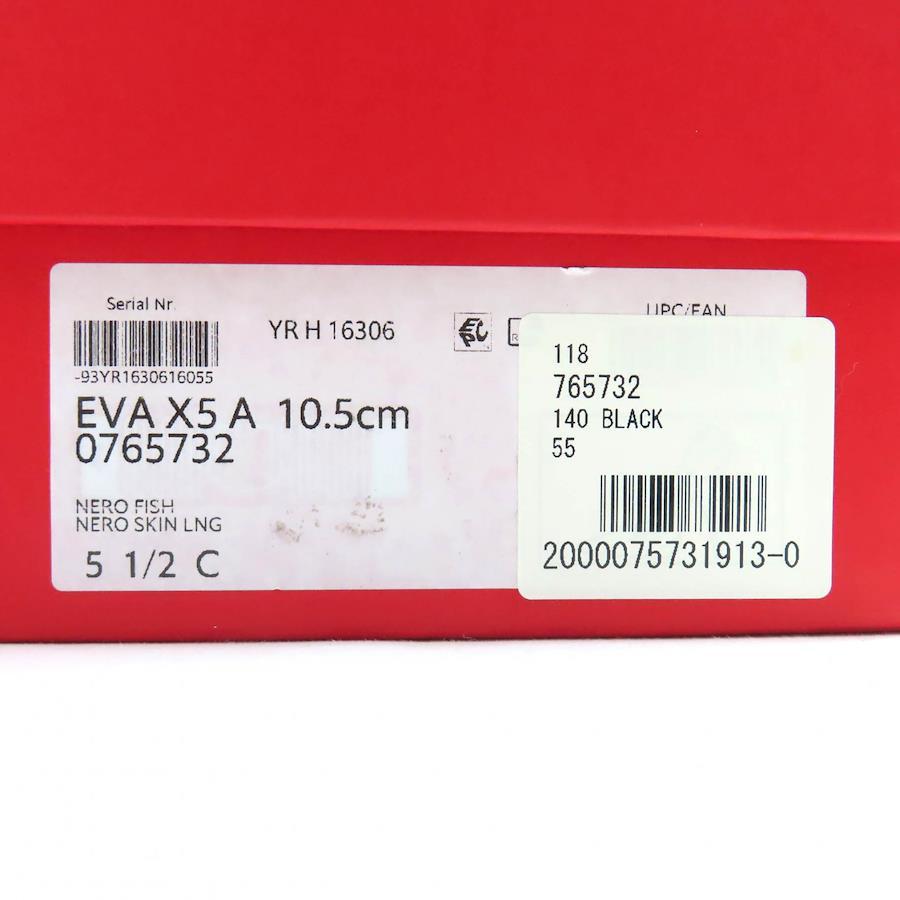 Serial Nr.
YR H 16306
-93YR1630616055
EVA X5 A 10.5cm
0765732
NERO FISH
NERO SKIN LNG
5 1/2 C
EPC
R
UPC/EAN
118
765732
140 BLACK
55
2000075731913-0